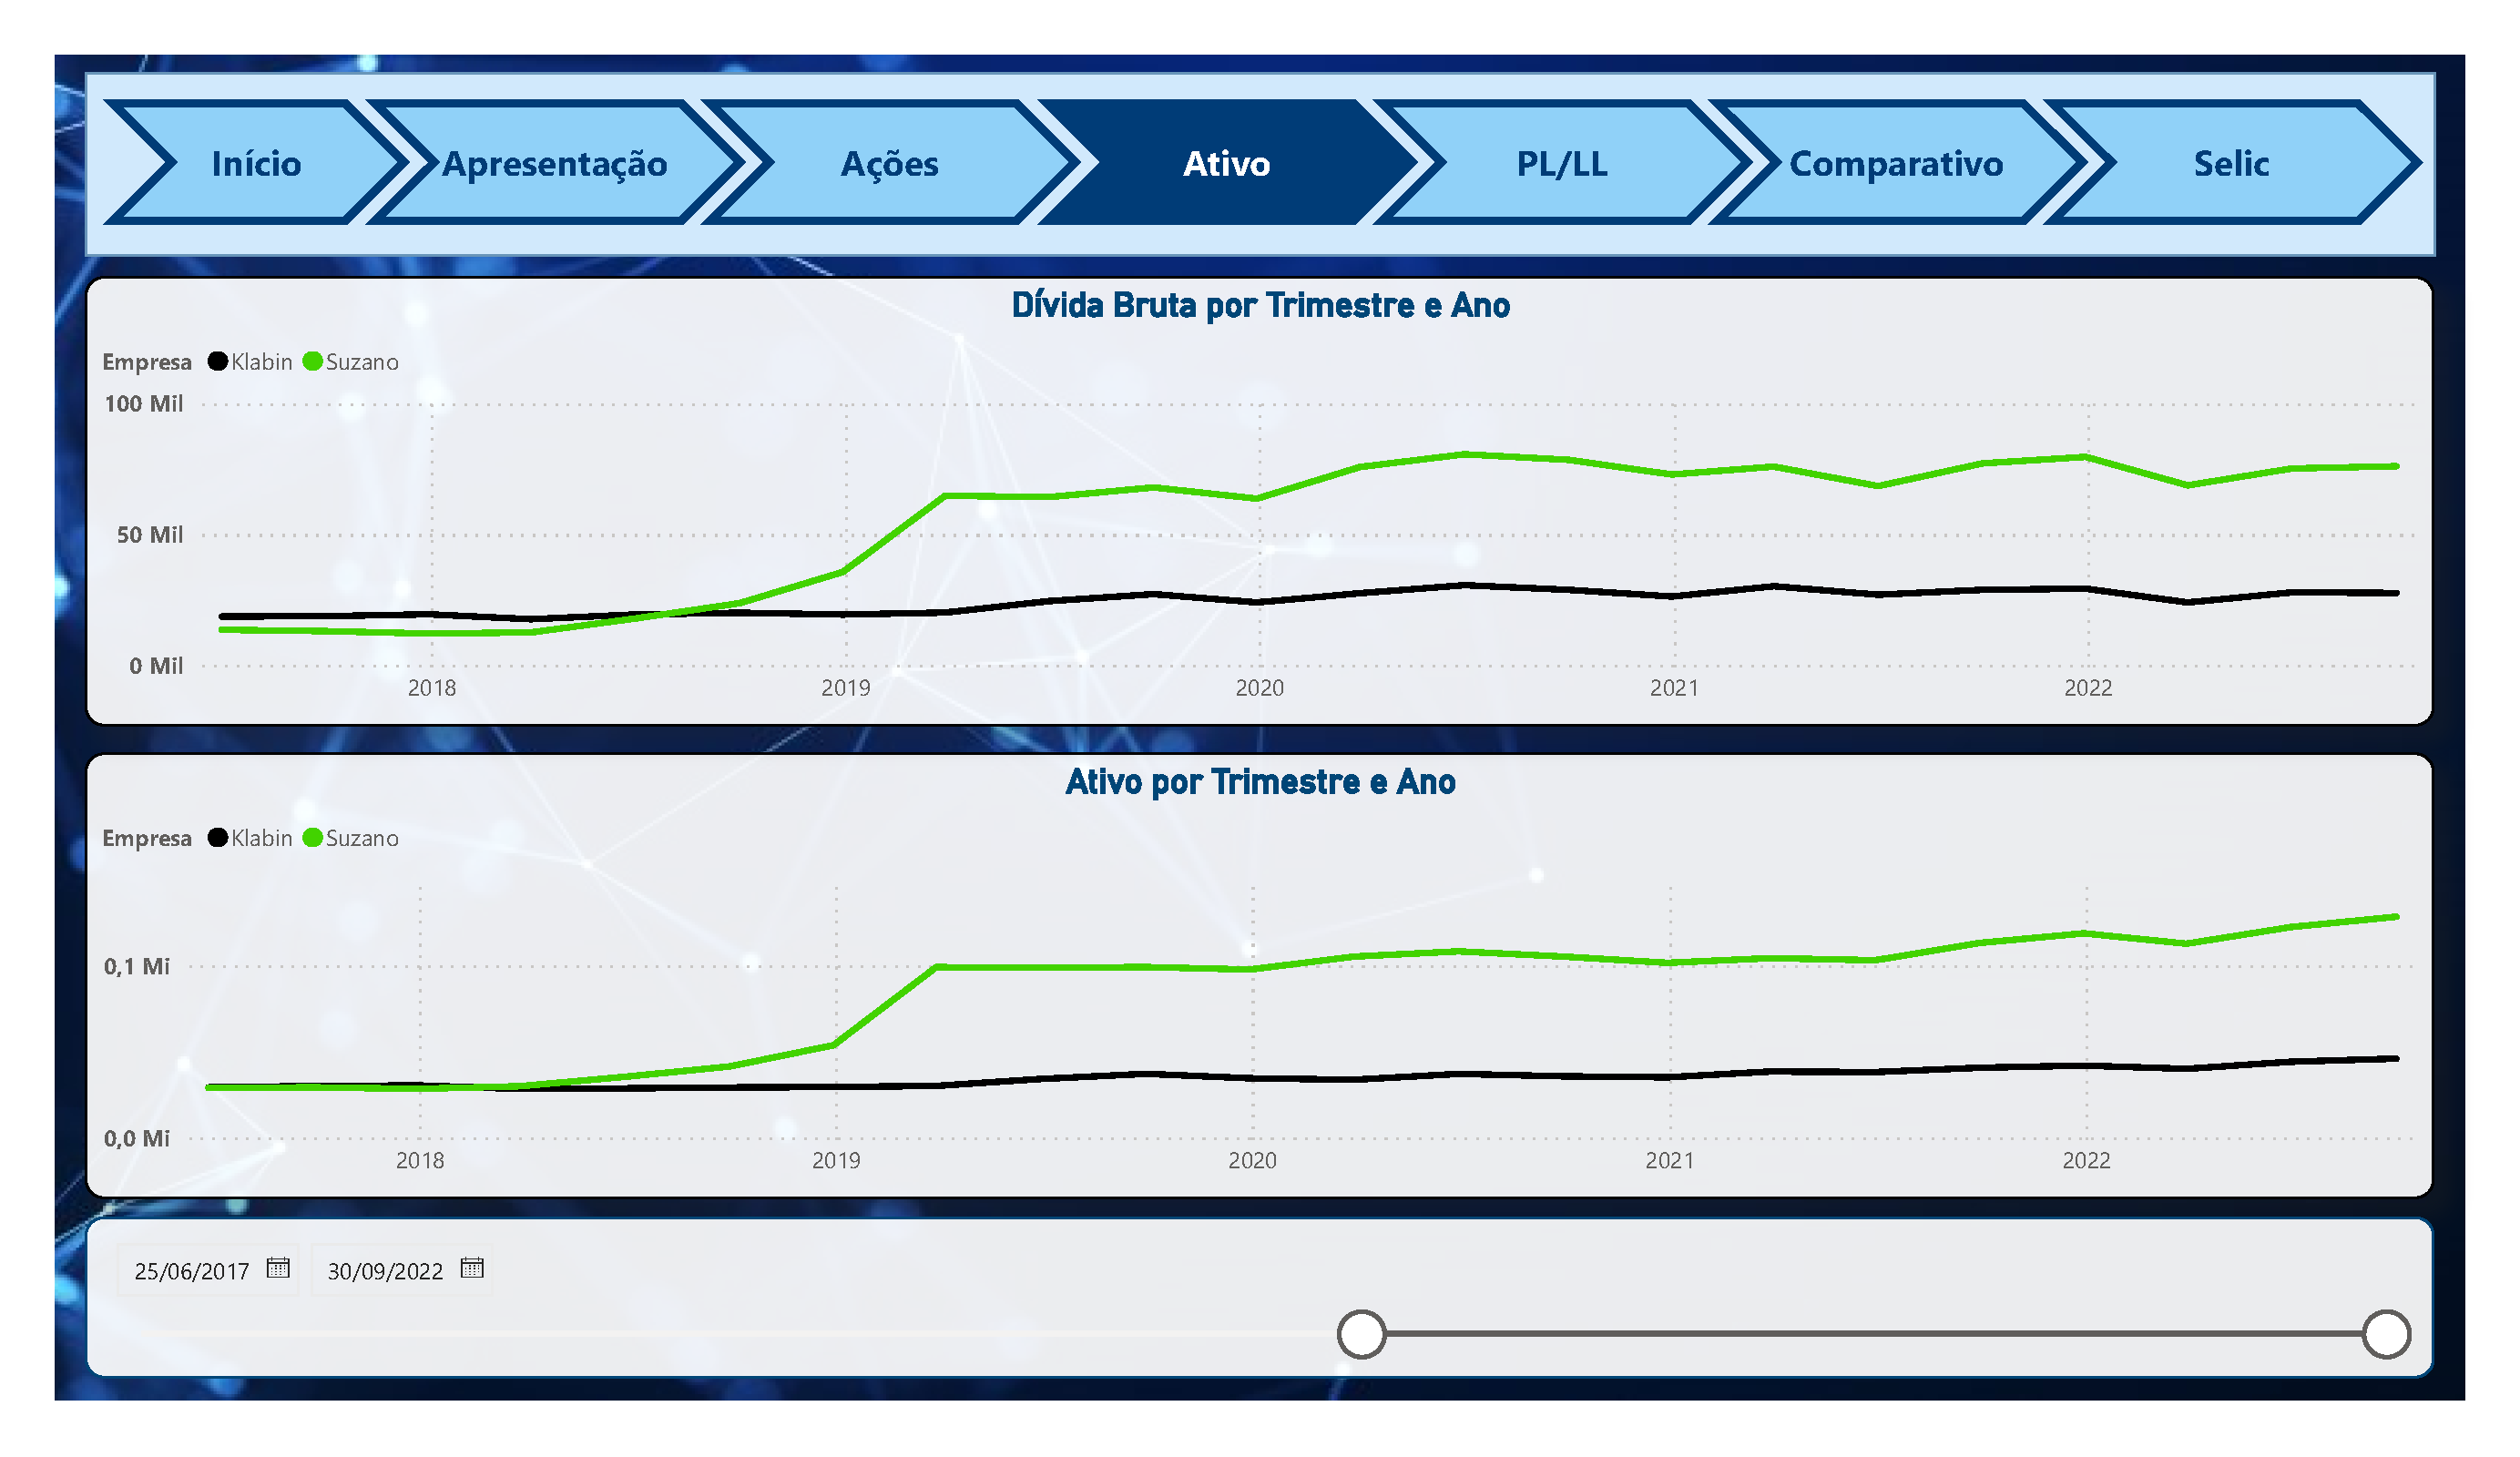 Início Apresentação Ações Ativo PL/LL Comparativo Selic
Dívida Bruta por Trimestre e Ano
Empresa Klabin Suzano
100 Mil
50 Mil
0 Mil
2018 2019 2020 2021 2022
Ativo por Trimestre e Ano
Empresa Klabin Suzano
0,1 Mi
0,0 Mi
2018 2019 2020 2021 2022
25/06/2017 30/09/2022